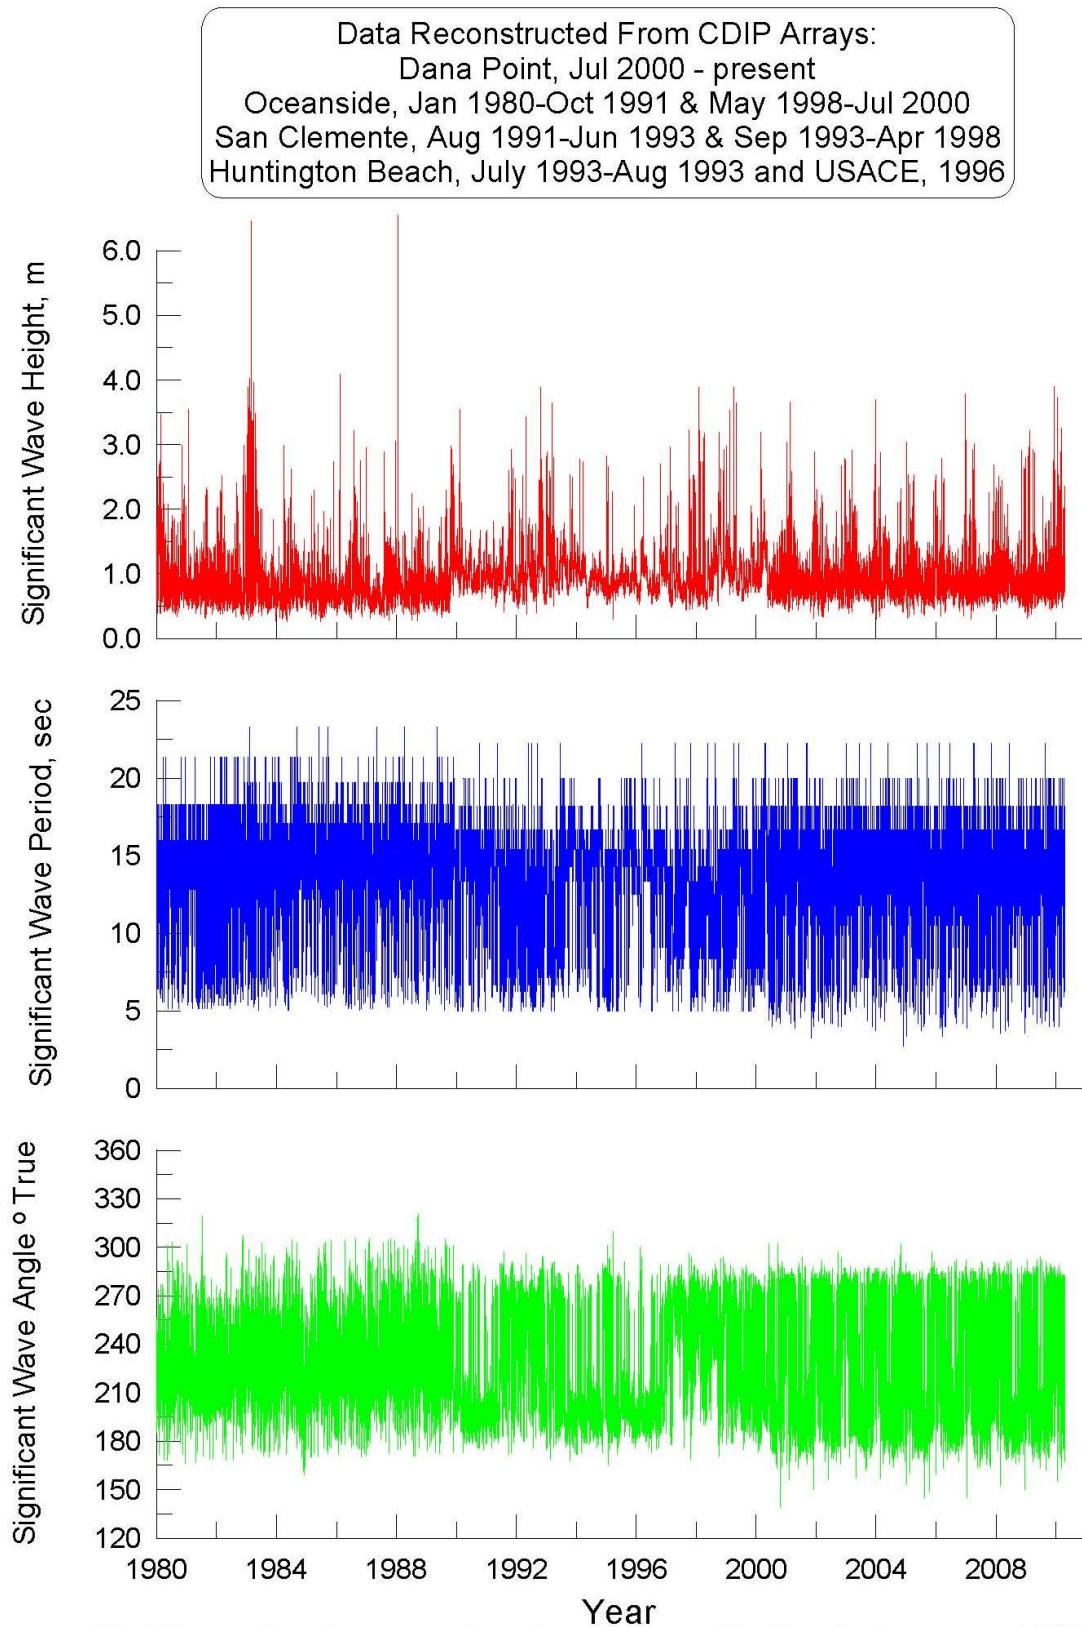 Data Reconstructed From CDIP Arrays:
Dana Point, Jul 2000 - present
Oceanside, Jan 1980-Oct 1991 & May 1998-Jul 2000
San Clemente, Aug 1991-Jun 1993 & Sep 1993-Apr 1998
Huntington Beach, July 1993-Aug 1993 and USACE, 1996
Significant Wave Height, m
6.0
5.0
4.0
3.0
2.0
1.0
0.0
Significant Wave Period, sec
25
20
15
10
5
0
Significant Wave Angle º True
360
330
300
270
240
210
180
150
120
1980 1984 1988 1992 1996 2000 2004 2008
Year